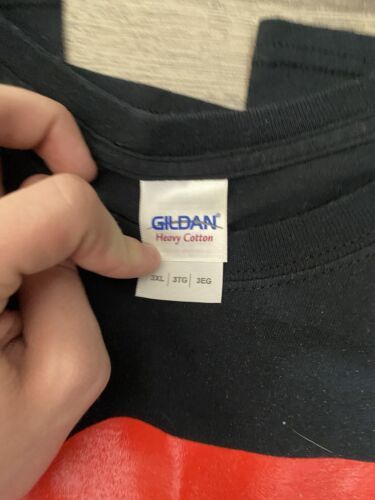 GILDAN®
Heavy Cotton
3XL | 3TG | 3EG